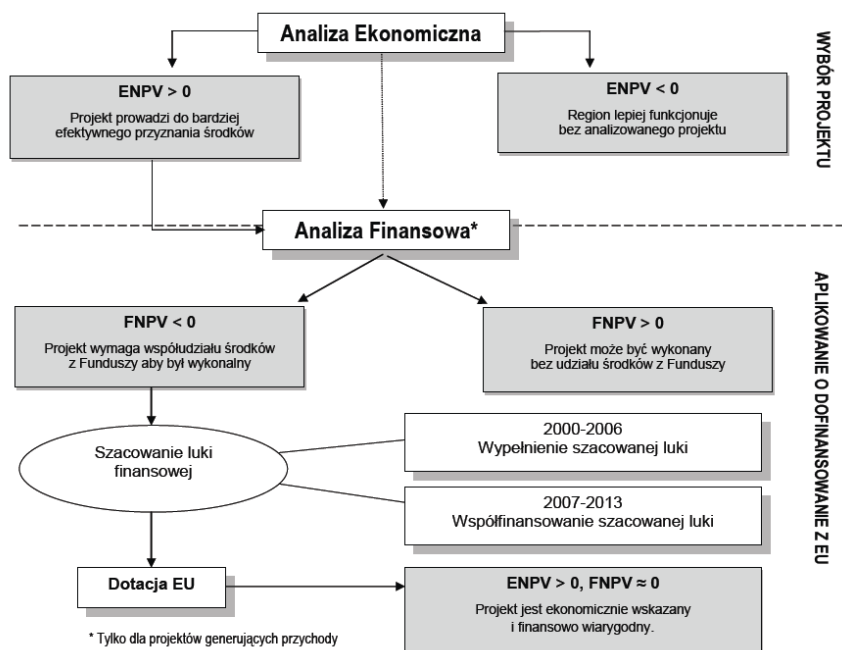 Analiza Ekonomiczna
WYBÓR PROJEKTU
ENPV > 0
Projekt prowadzi do bardziej
efektywnego przyznania środków
ENPV < 0
Region lepiej funkcjonuje
bez analizowanego projektu
Analiza Finansowa*
APLIKOWANIE O DOFINANSOWANIE Z EU
FNPV < 0
Projekt wymaga współudziału środków
z Funduszy aby był wykonalny
FNPV > 0
Projekt może być wykonany
bez udziału środków z Funduszy
Szacowanie luki
finansowej
2000-2006
Wypełnienie szacowanej luki
2007-2013
Współfinansowanie szacowanej luki
Dotacja EU
ENPV > 0, FNPV ≈ 0
Projekt jest ekonomicznie wskazany
i finansowo wiarygodny.
* Tylko dla projektów generujących przychody